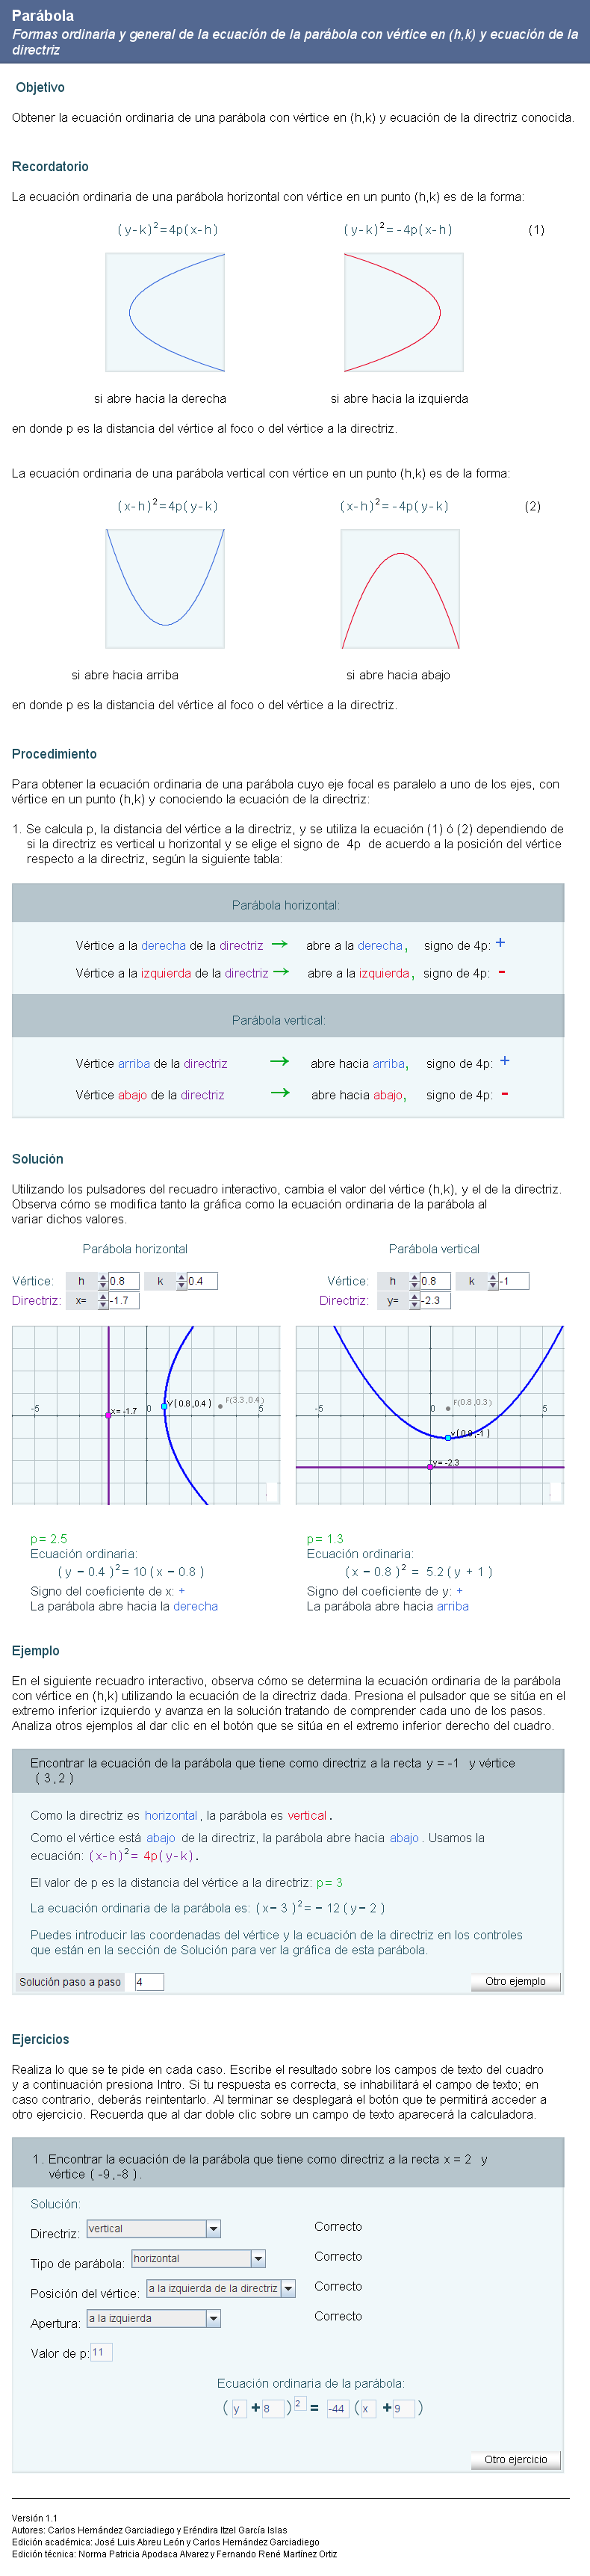 Parábola
Formas ordinaria y general de la ecuación de la parábola con vértice en (h,k) y ecuación de la
directriz
Objetivo
Obtener la ecuación ordinaria de una parábola con vértice en (h,k) y ecuación de la directriz conocida.
Recordatorio
La ecuación ordinaria de una parábola horizontal con vértice en un punto (h,k) es de la forma:
(y-k)²=4p(x-h) (y-k)²=-4p(x-h) (1)
si abre hacia la derecha si abre hacia la izquierda
en donde p es la distancia del vértice al foco o del vértice a la directriz.
La ecuación ordinaria de una parábola vertical con vértice en un punto (h,k) es de la forma:
(x-h)²=4p(y-k) (x-h)²=-4p(y-k) (2)
si abre hacia arriba si abre hacia abajo
en donde p es la distancia del vértice al foco o del vértice a la directriz.
Procedimiento
Para obtener la ecuación ordinaria de una parábola cuyo eje focal es paralelo a uno de los ejes, con
vértice en un punto (h,k) y conociendo la ecuación de la directriz:
1. Se calcula p, la distancia del vértice a la directriz, y se utiliza la ecuación (1) ó (2) dependiendo de
si la directriz es vertical u horizontal y se elige el signo de 4p de acuerdo a la posición del vértice
respecto a la directriz, según la siguiente tabla:
Parábola horizontal:
Vértice a la derecha de la directriz → abre a la derecha, signo de 4p: +
Vértice a la izquierda de la directriz → abre a la izquierda, signo de 4p: -
Parábola vertical:
Vértice arriba de la directriz → abre hacia arriba, signo de 4p: +
Vértice abajo de la directriz → abre hacia abajo, signo de 4p: -
Solución
Utilizando los pulsadores del recuadro interactivo, cambia el valor del vértice (h,k), y el de la directriz.
Observa cómo se modifica tanto la gráfica como la ecuación ordinaria de la parábola al
variar dichos valores.
Parábola horizontal Parábola vertical
Vértice: h 0.8 k 0.4 Vértice: h 0.8 k -1
Directriz: x= -1.7 Directriz: y= -2.3
-5 x= -1.7 0 V(0.8,0.4) F(3.3,0.4) 5
-5 0 F(0.8,0.3) 5
v(0.8,-1)
y= -2.3
p= 2.5 p= 1.3
Ecuación ordinaria: Ecuación ordinaria:
(y − 0.4)²= 10(x − 0.8) (x − 0.8)² = 5.2(y + 1)
Signo del coeficiente de x: + Signo del coeficiente de y: +
La parábola abre hacia la derecha La parábola abre hacia arriba
Ejemplo
En el siguiente recuadro interactivo, observa cómo se determina la ecuación ordinaria de la parábola
con vértice en (h,k) utilizando la ecuación de la directriz dada. Presiona el pulsador que se sitúa en el
extremo inferior izquierdo y avanza en la solución tratando de comprender cada uno de los pasos.
Analiza otros ejemplos al dar clic en el botón que se sitúa en el extremo inferior derecho del cuadro.
Encontrar la ecuación de la parábola que tiene como directriz a la recta y = -1 y vértice
(3,2)
Como la directriz es horizontal, la parábola es vertical.
Como el vértice está abajo de la directriz, la parábola abre hacia abajo. Usamos la
ecuación: (x-h)²= 4p(y-k).
El valor de p es la distancia del vértice a la directriz: p= 3
La ecuación ordinaria de la parábola es: (x− 3)²= − 12(y− 2)
Puedes introducir las coordenadas del vértice y la ecuación de la directriz en los controles
que están en la sección de Solución para ver la gráfica de esta parábola.
Solución paso a paso 4 Otro ejemplo
Ejercicios
Realiza lo que se te pide en cada caso. Escribe el resultado sobre los campos de texto del cuadro
y a continuación presiona Intro. Si tu respuesta es correcta, se inhabilitará el campo de texto; en
caso contrario, deberás reintentarlo. Al terminar se desplegará el botón que te permitirá acceder a
otro ejercicio. Recuerda que al dar doble clic sobre un campo de texto aparecerá la calculadora.
1. Encontrar la ecuación de la parábola que tiene como directriz a la recta x = 2 y
vértice (-9,-8).
Solución:
Directriz: vertical Correcto
Tipo de parábola: horizontal Correcto
Posición del vértice: a la izquierda de la directriz Correcto
Apertura: a la izquierda Correcto
Valor de p: 11
Ecuación ordinaria de la parábola:
(y + 8)² = -44 (x + 9)
Otro ejercicio
Versión 1.1
Autores: Carlos Hernández Garciadiego y Eréndira Itzel García Islas
Edición académica: José Luis Abreu León y Carlos Hernández Garciadiego
Edición técnica: Norma Patricia Apodaca Alvarez y Fernando René Martínez Ortiz